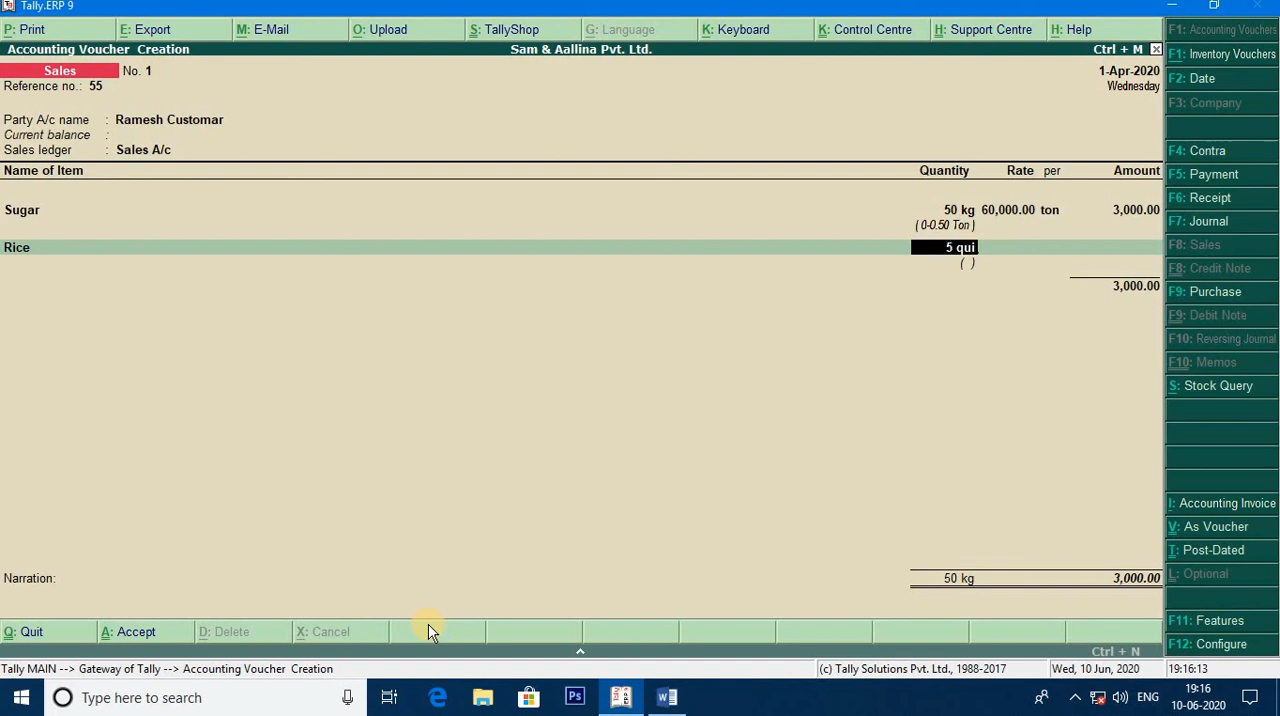 Tally.ERP 9
P: Print E: Export M: E-Mail O: Upload S: TallyShop G: Language K: Keyboard K: Control Centre H: Support Centre H: Help
Accounting Voucher Creation Sam & Aallina Pvt. Ltd. Ctrl + M
Sales No. 1 1-Apr-2020
Reference no.: 55 Wednesday
Party A/c name : Ramesh Customar
Current balance :
Sales ledger : Sales A/c
Name of Item Quantity Rate per Amount
Sugar 50 kg 60,000.00 ton 3,000.00
( 0-0.50 Ton )
Rice 5 qui
( )
3,000.00
Narration: 50 kg 3,000.00
Q: Quit A: Accept D: Delete X: Cancel
Ctrl + N
F1: Accounting Vouchers
F1: Inventory Vouchers
F2: Date
F3: Company
F4: Contra
F5: Payment
F6: Receipt
F7: Journal
F8: Sales
F8: Credit Note
F9: Purchase
F9: Debit Note
F10: Reversing Journal
F10: Memos
S: Stock Query
I: Accounting Invoice
V: As Voucher
T: Post-Dated
L: Optional
F11: Features
F12: Configure
Tally MAIN --> Gateway of Tally --> Accounting Voucher Creation (c) Tally Solutions Pvt. Ltd., 1988-2017 Wed, 10 Jun, 2020 19:16:13
Type here to search Ps ENG 19:16
10-06-2020